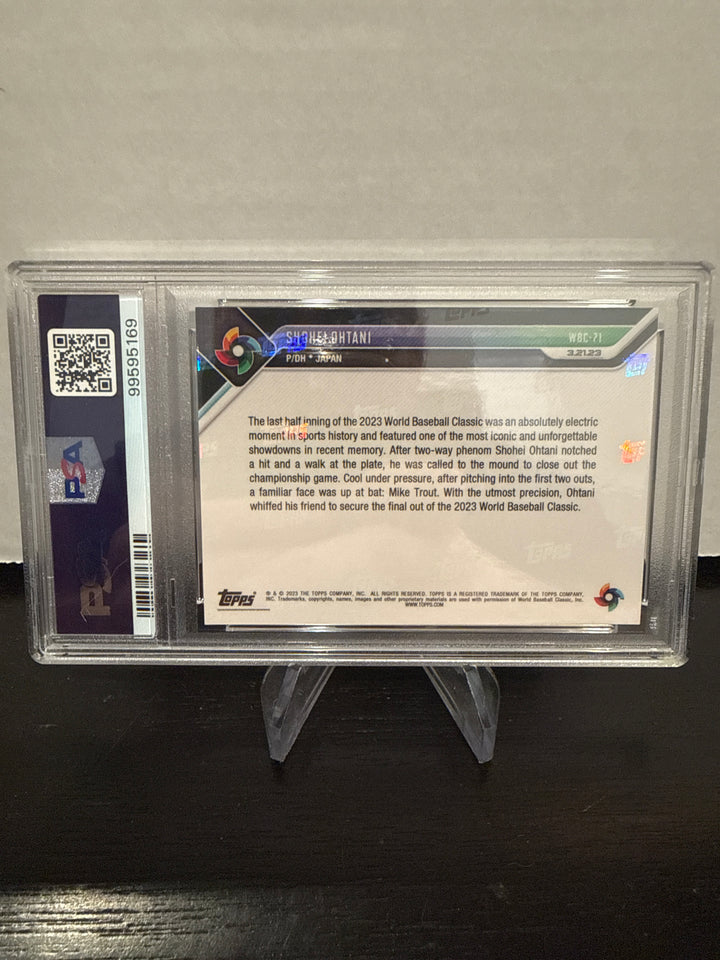 99595169
PSA
SHOHEI OHTANI
WBC-71
P/DH * JAPAN
3.21.23
The last half inning of the 2023 World Baseball Classic was an absolutely electric
moment in sports history and featured one of the most iconic and unforgettable
showdowns in recent memory. After two-way phenom Shohei Ohtani notched
a hit and a walk at the plate, he was called to the mound to close out the
championship game. Cool under pressure, after pitching into the first two outs,
a familiar face was up at bat: Mike Trout. With the utmost precision, Ohtani
whiffed his friend to secure the final out of the 2023 World Baseball Classic.
Topps
® & © 2023 THE TOPPS COMPANY, INC. ALL RIGHTS RESERVED. TOPPS IS A REGISTERED TRADEMARK OF THE TOPPS COMPANY,
INC. Trademarks, copyrights, names, images and other proprietary materials are used with permission of World Baseball Classic, Inc.
WWW.TOPPS.COM